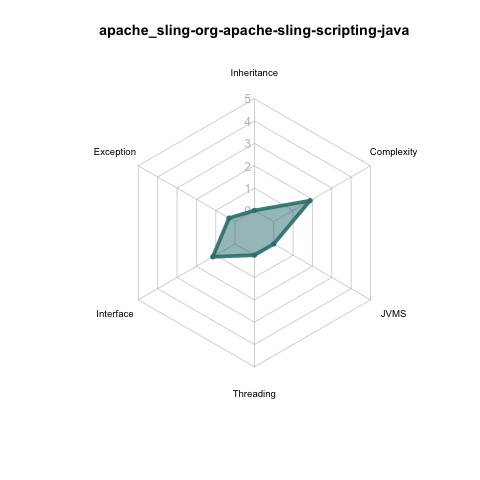 apache_sling-org-apache-sling-scripting-java
Inheritance
5
4
3
2
1
0
Exception
Complexity
Interface
JVMS
Threading